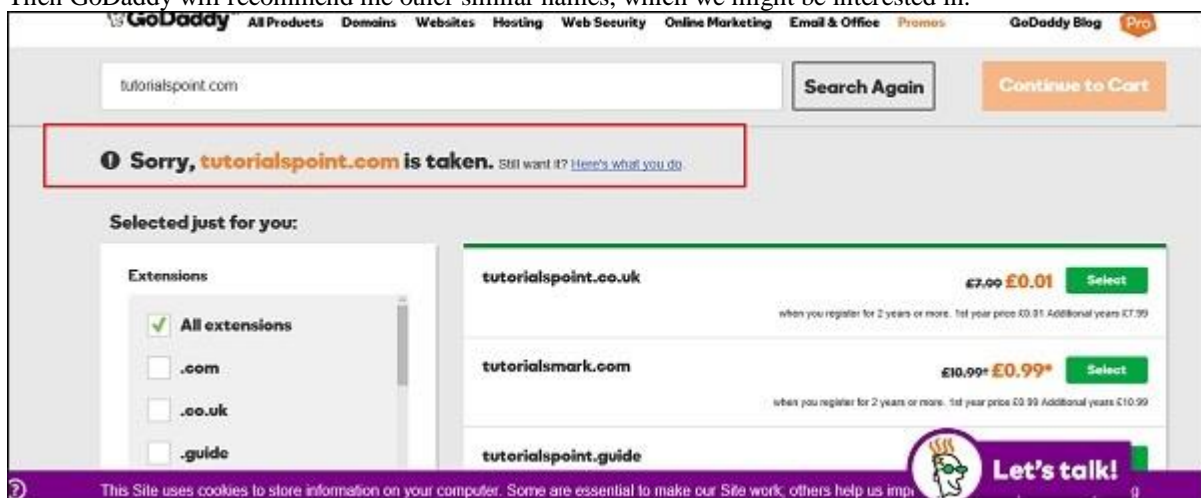 Then GoDaddy will recommend me other similar names, which we might be interested in.
GoDaddy All Products Domains Websites Hosting Web Security Online Marketing Email & Office Promos GoDaddy Blog Pro
tutorialspoint.com Search Again Continue to Cart
Sorry, tutorialspoint.com is taken. Still want it? Here's what you do.
Selected just for you:
Extensions
All extensions
.com
.co.uk
.guide
tutorialspoint.co.uk £7.99 £0.01 Select
when you register for 2 years or more. 1st year price £0.01 Additional years £7.99
tutorialsmark.com £10.99* £0.99* Select
when you register for 2 years or more. 1st year price £0.99 Additional years £10.99
tutorialspoint.guide
Let's talk!
This Site uses cookies to store information on your computer. Some are essential to make our Site work; others help us